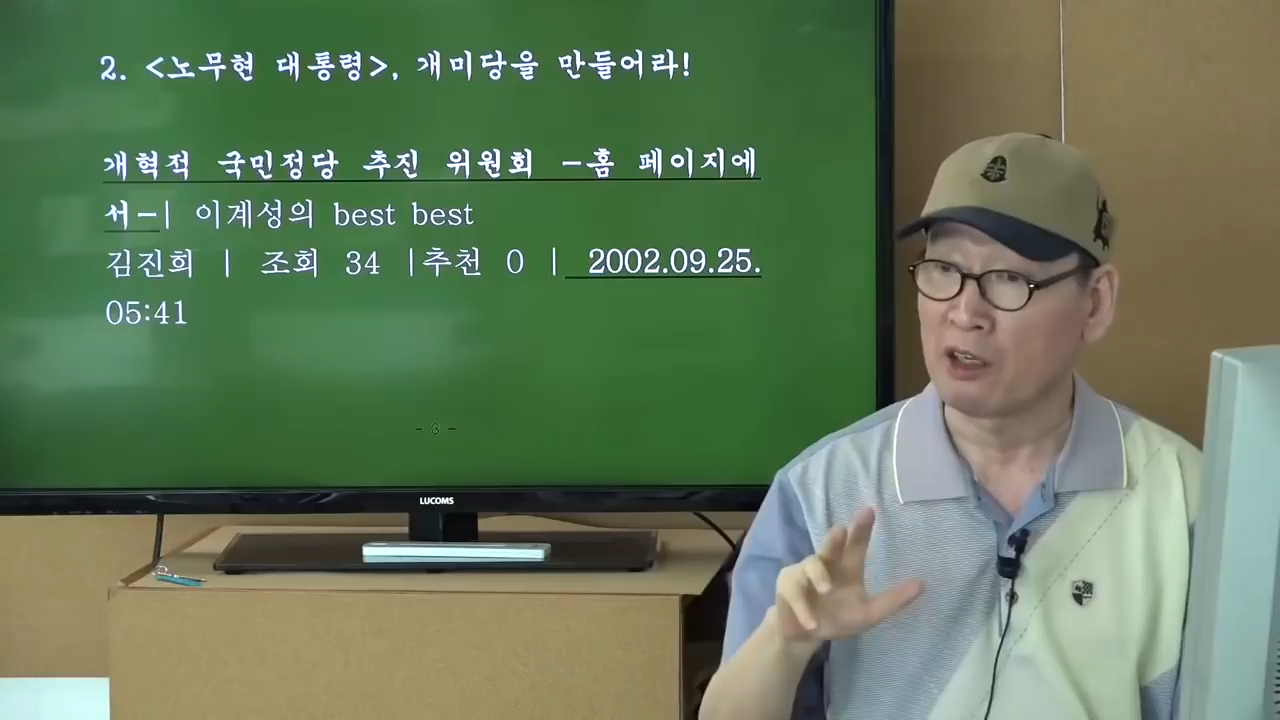 2. <노무현 대통령>, 개미당을 만들어라!
개혁적 국민정당 추진 위원회 -홈 페이지에
서-| 이계성의 best best
김진희 | 조회 34 |추천 0 | 2002.09.25.
05:41
- 3 -
LUCOMS